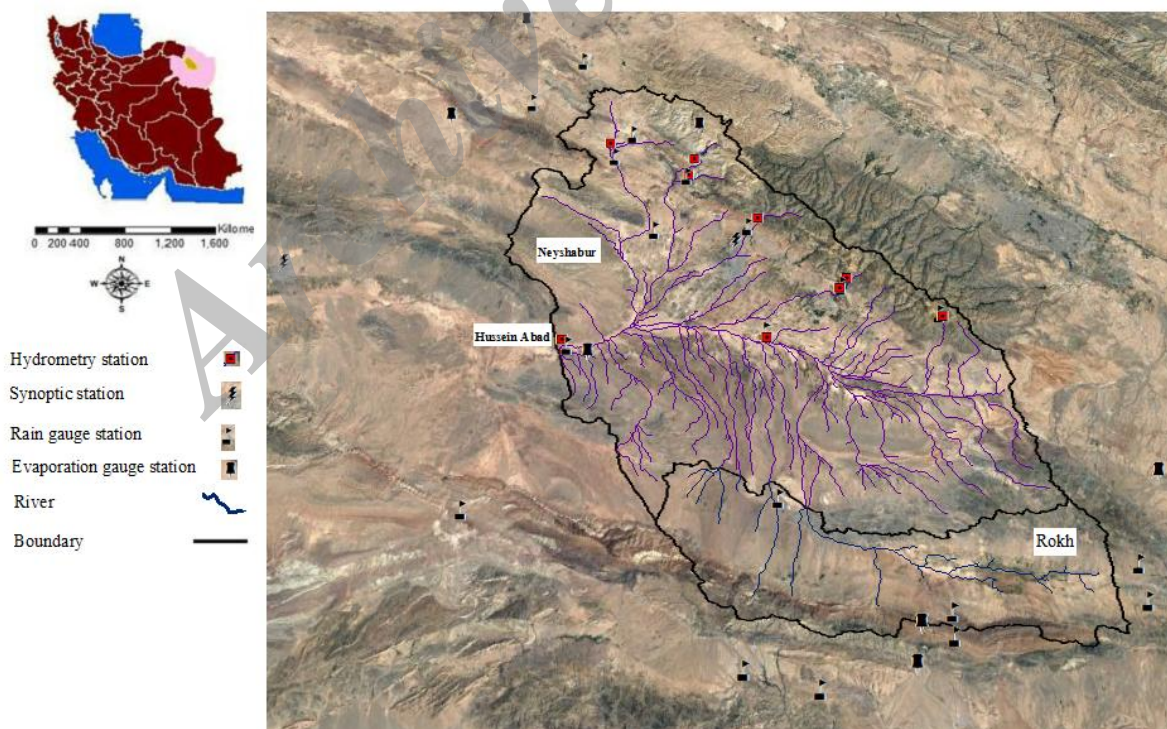 Kilome
0 200 400 800 1,200 1,600
N
W E
S
Hydrometry station
Synoptic station
Rain gauge station
Evaporation gauge station
River
Boundary
Neyshabur
Hussein Abad
Rokh